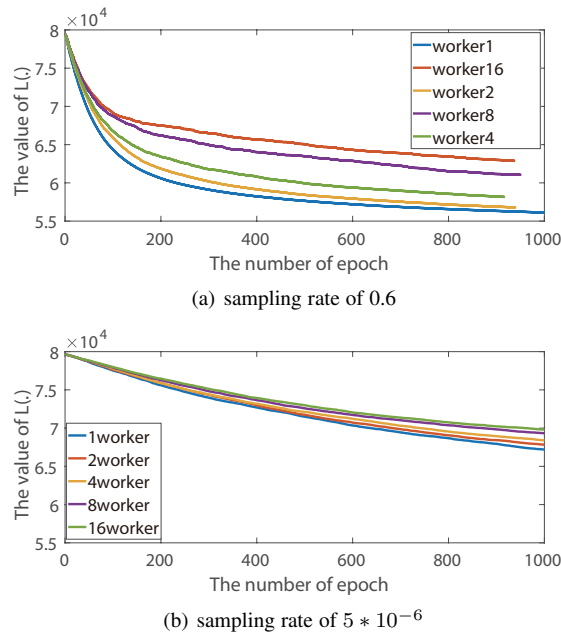 × 10⁴
8
7.5
7
6.5
6
5.5
The value of L(.)
0 200 400 600 800 1000
The number of epoch
worker1
worker16
worker2
worker8
worker4
(a) sampling rate of 0.6
× 10⁴
8
7.5
7
6.5
6
5.5
The value of L(.)
1worker
2worker
4worker
8worker
16worker
0 200 400 600 800 1000
The number of epoch
(b) sampling rate of 5 ∗ 10⁻⁶